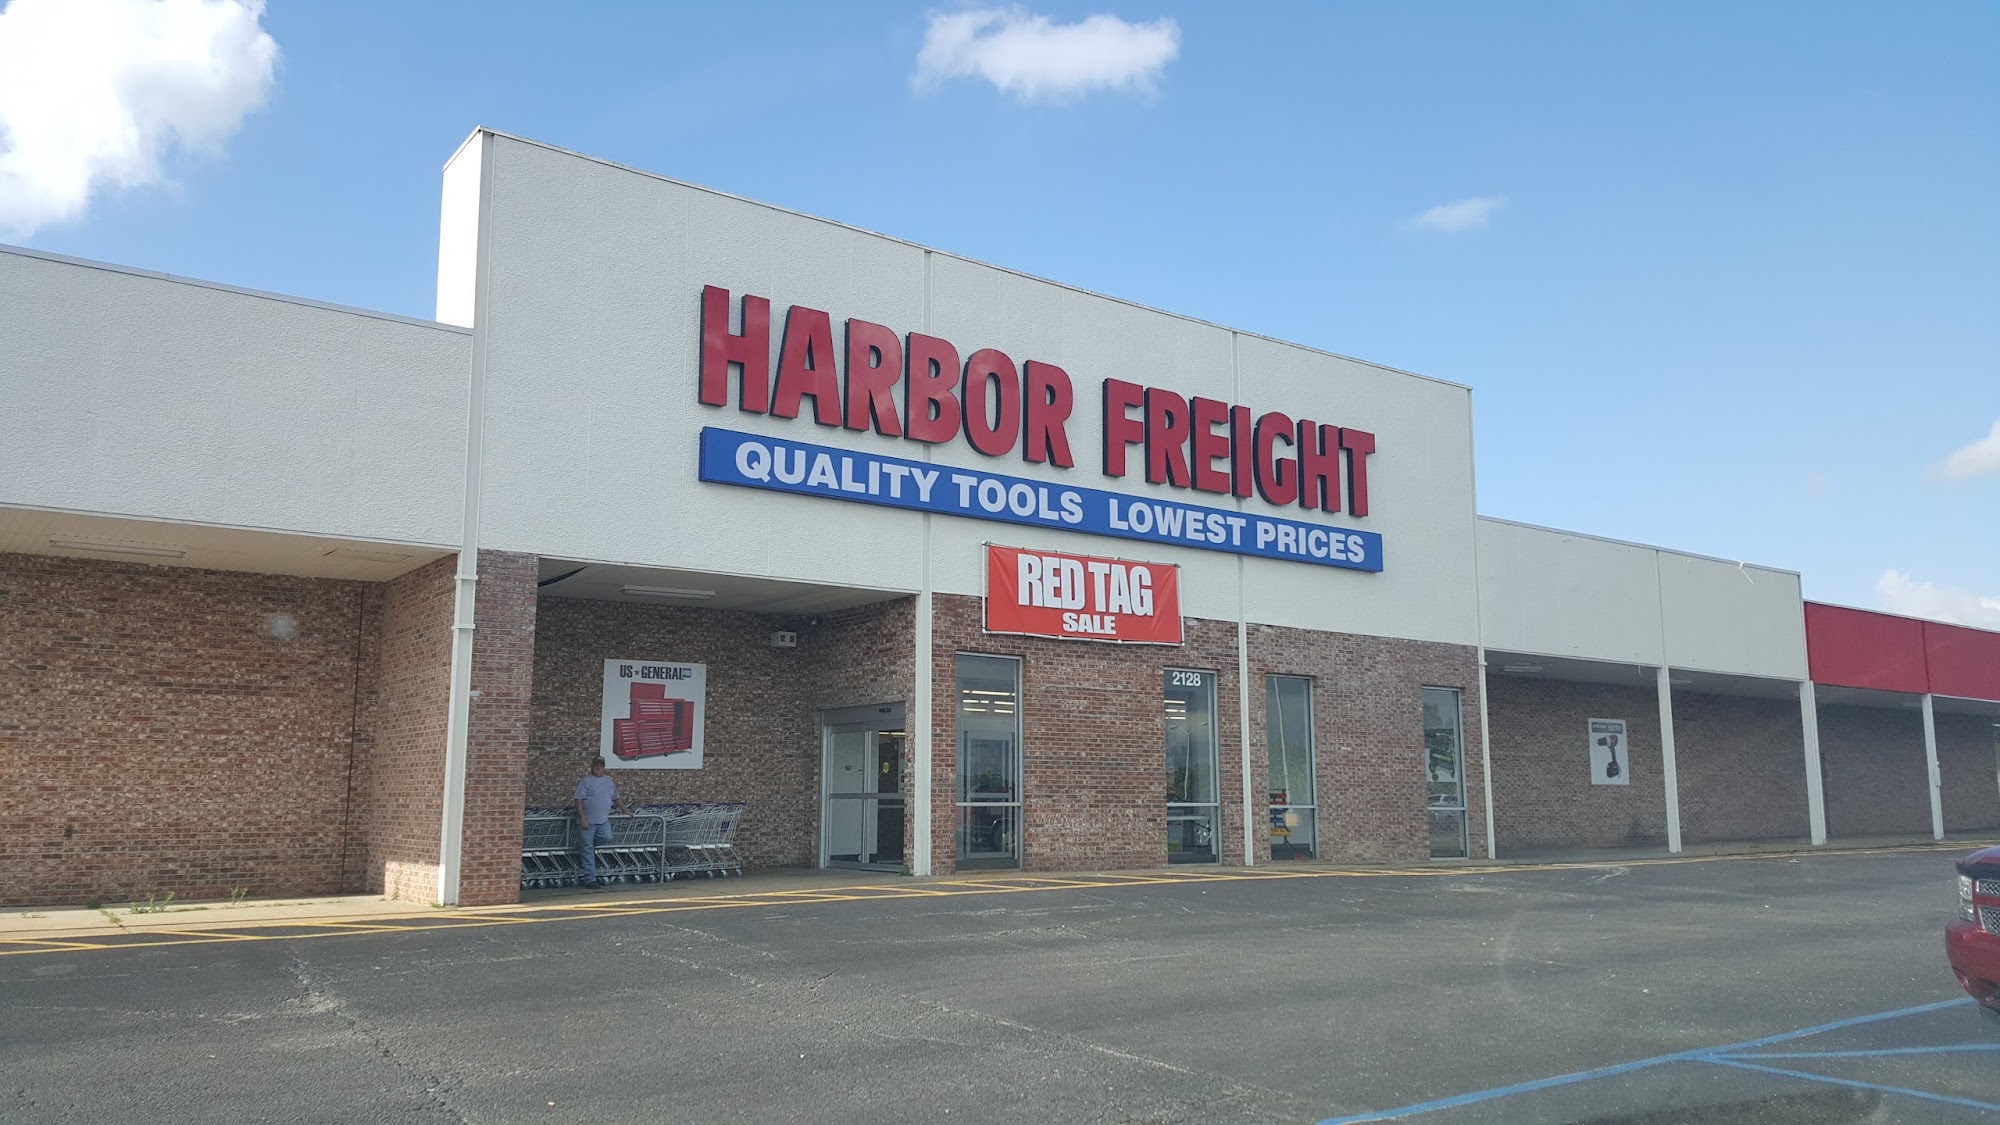 HARBOR FREIGHT
QUALITY TOOLS LOWEST PRICES
RED TAG
SALE
US★GENERAL
2128